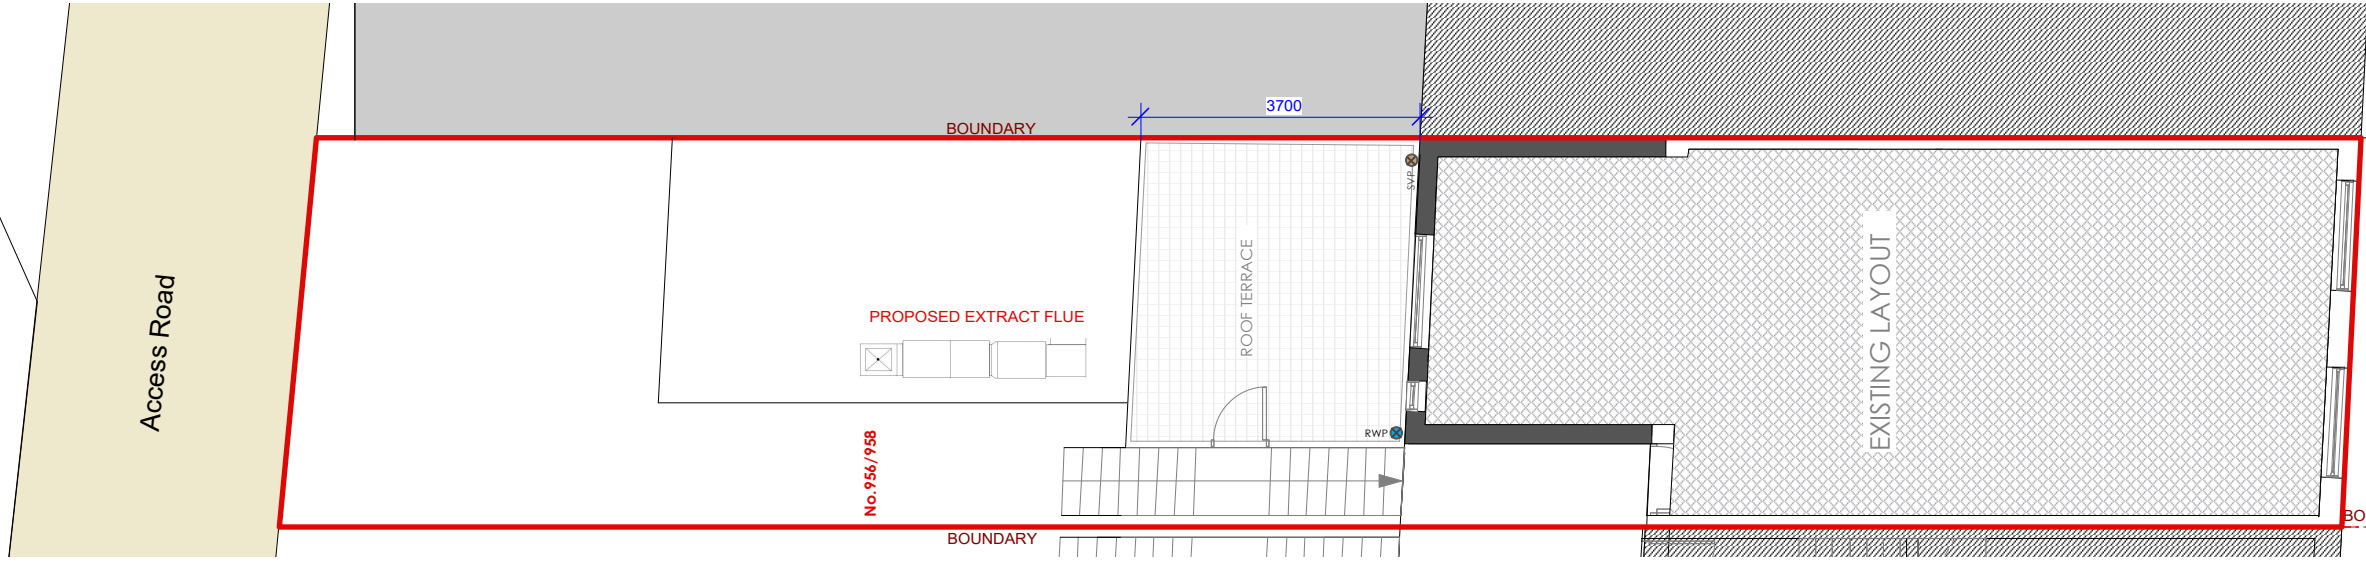 3700
BOUNDARY
SVP
ROOF TERRACE
EXISTING LAYOUT
Access Road
PROPOSED EXTRACT FLUE
RWP
No.956/958
BO
BOUNDARY